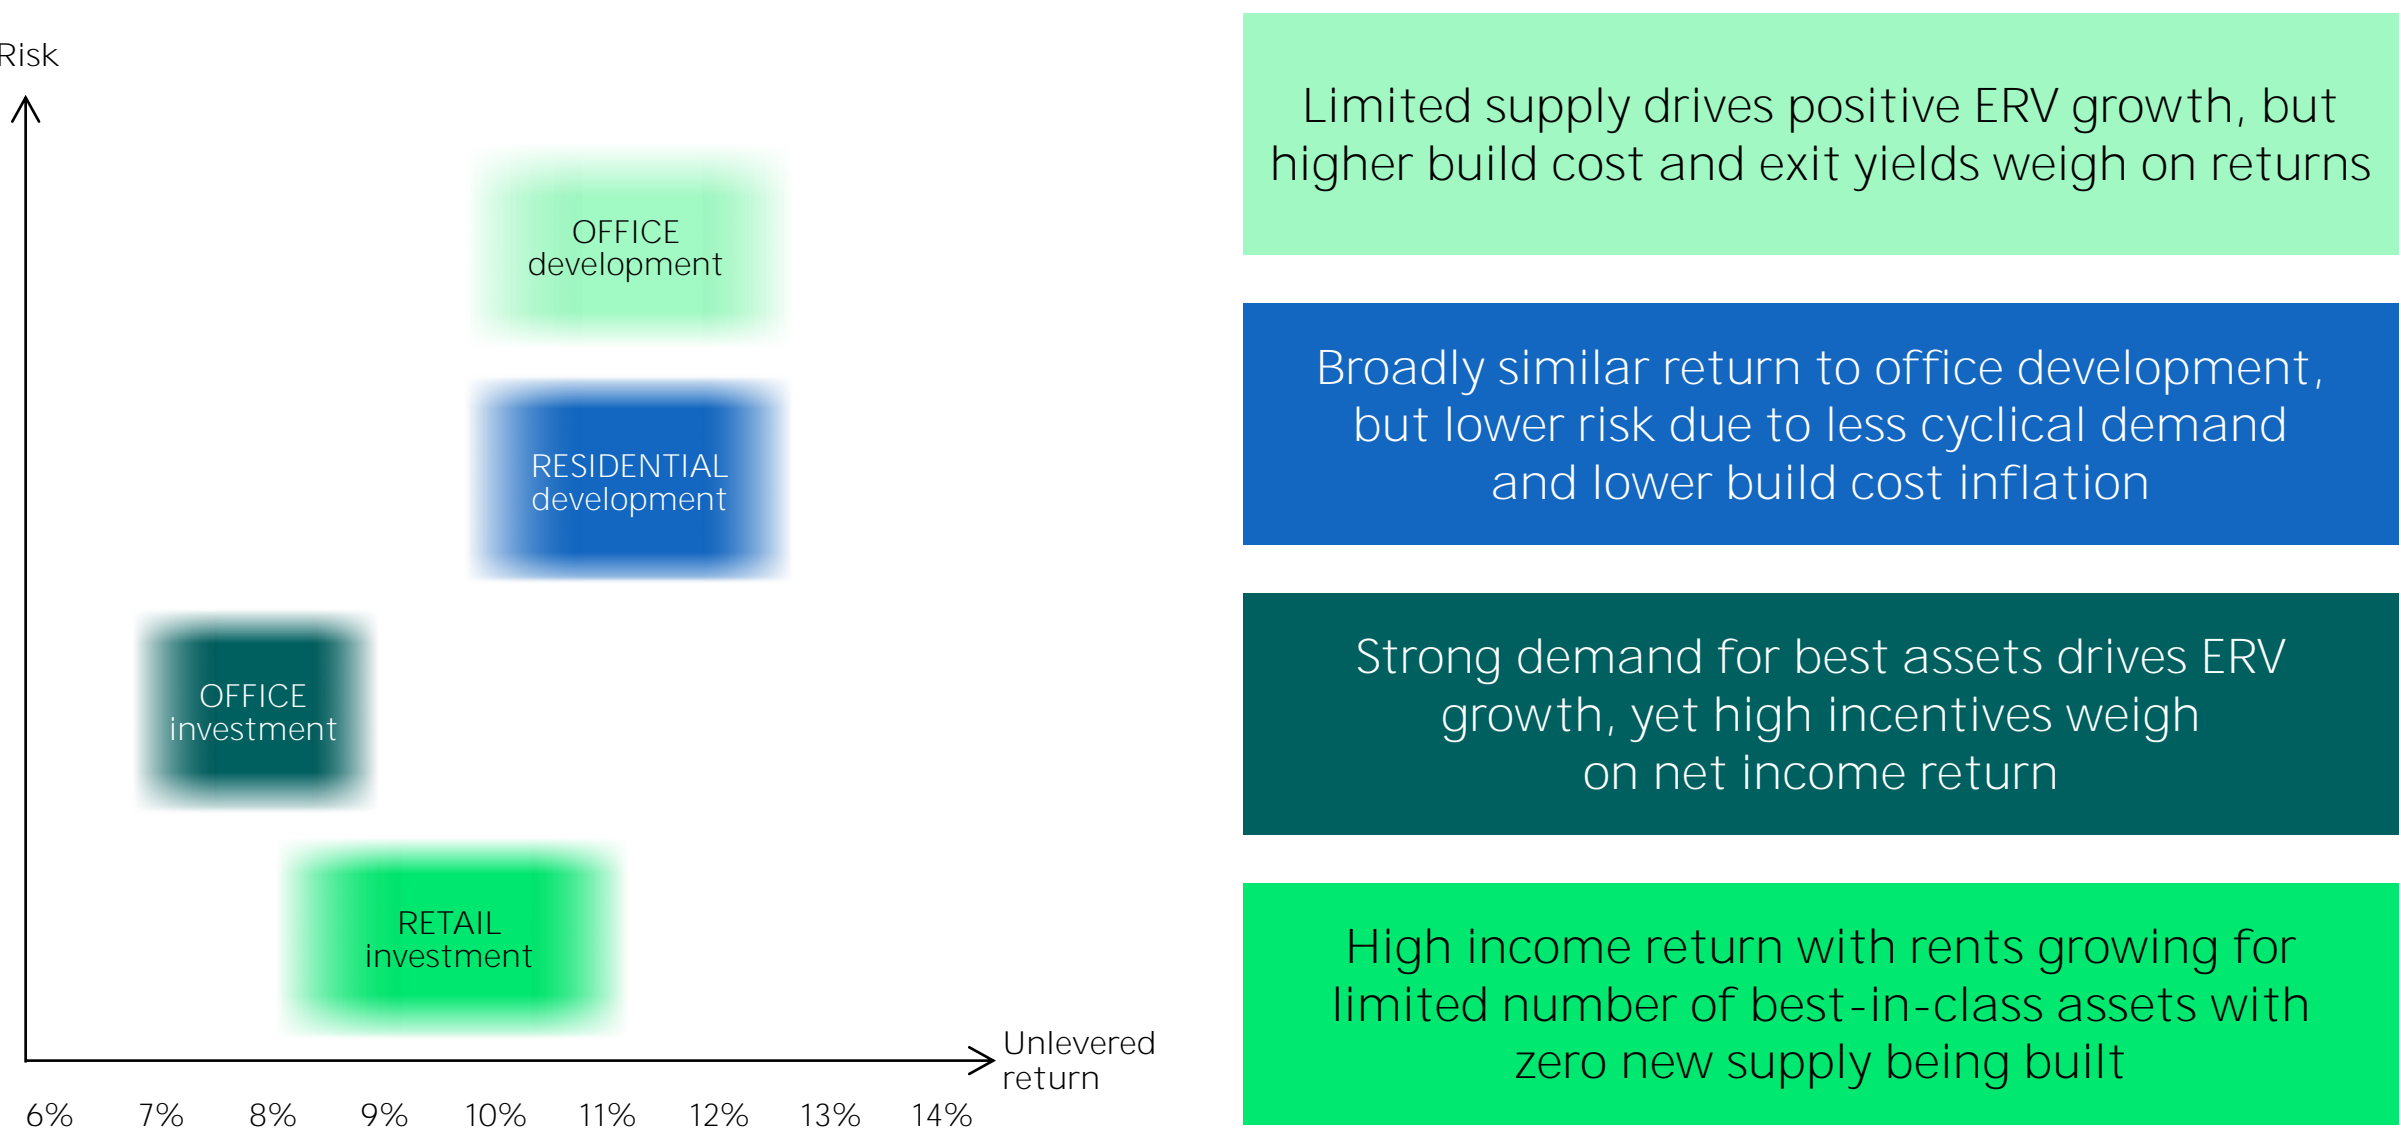 Risk
OFFICE
development
RESIDENTIAL
development
OFFICE
investment
RETAIL
investment
Unlevered
return
6% 7% 8% 9% 10% 11% 12% 13% 14%
Limited supply drives positive ERV growth, but
higher build cost and exit yields weigh on returns
Broadly similar return to office development,
but lower risk due to less cyclical demand
and lower build cost inflation
Strong demand for best assets drives ERV
growth, yet high incentives weigh
on net income return
High income return with rents growing for
limited number of best-in-class assets with
zero new supply being built